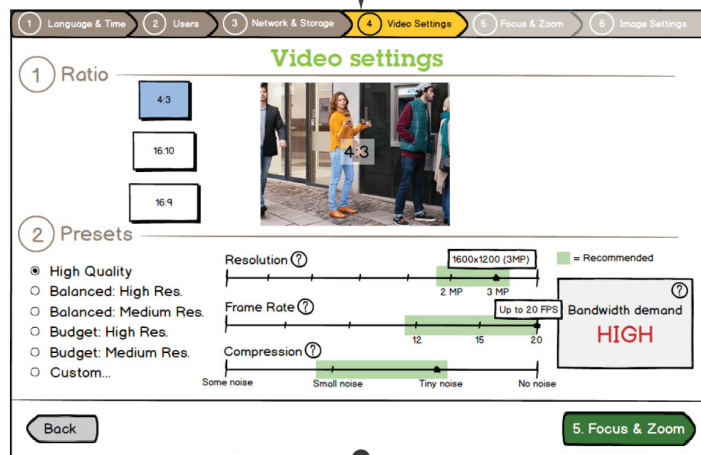 1 Language & Time 2 Users 3 Network & Storage 4 Video Settings 5 Focus & Zoom 6 Image Settings
Video settings
1 Ratio
4:3
16:10
16:9
ATM
4:3
2 Presets
High Quality
Balanced: High Res.
Balanced: Medium Res.
Budget: High Res.
Budget: Medium Res.
Custom...
Resolution ?
1600x1200 (3MP)
2 MP 3 MP
Frame Rate ?
Up to 20 FPS
12 15 20
Compression ?
Some noise Small noise Tiny noise No noise
= Recommended
?
Bandwidth demand
HIGH
Back
5. Focus & Zoom